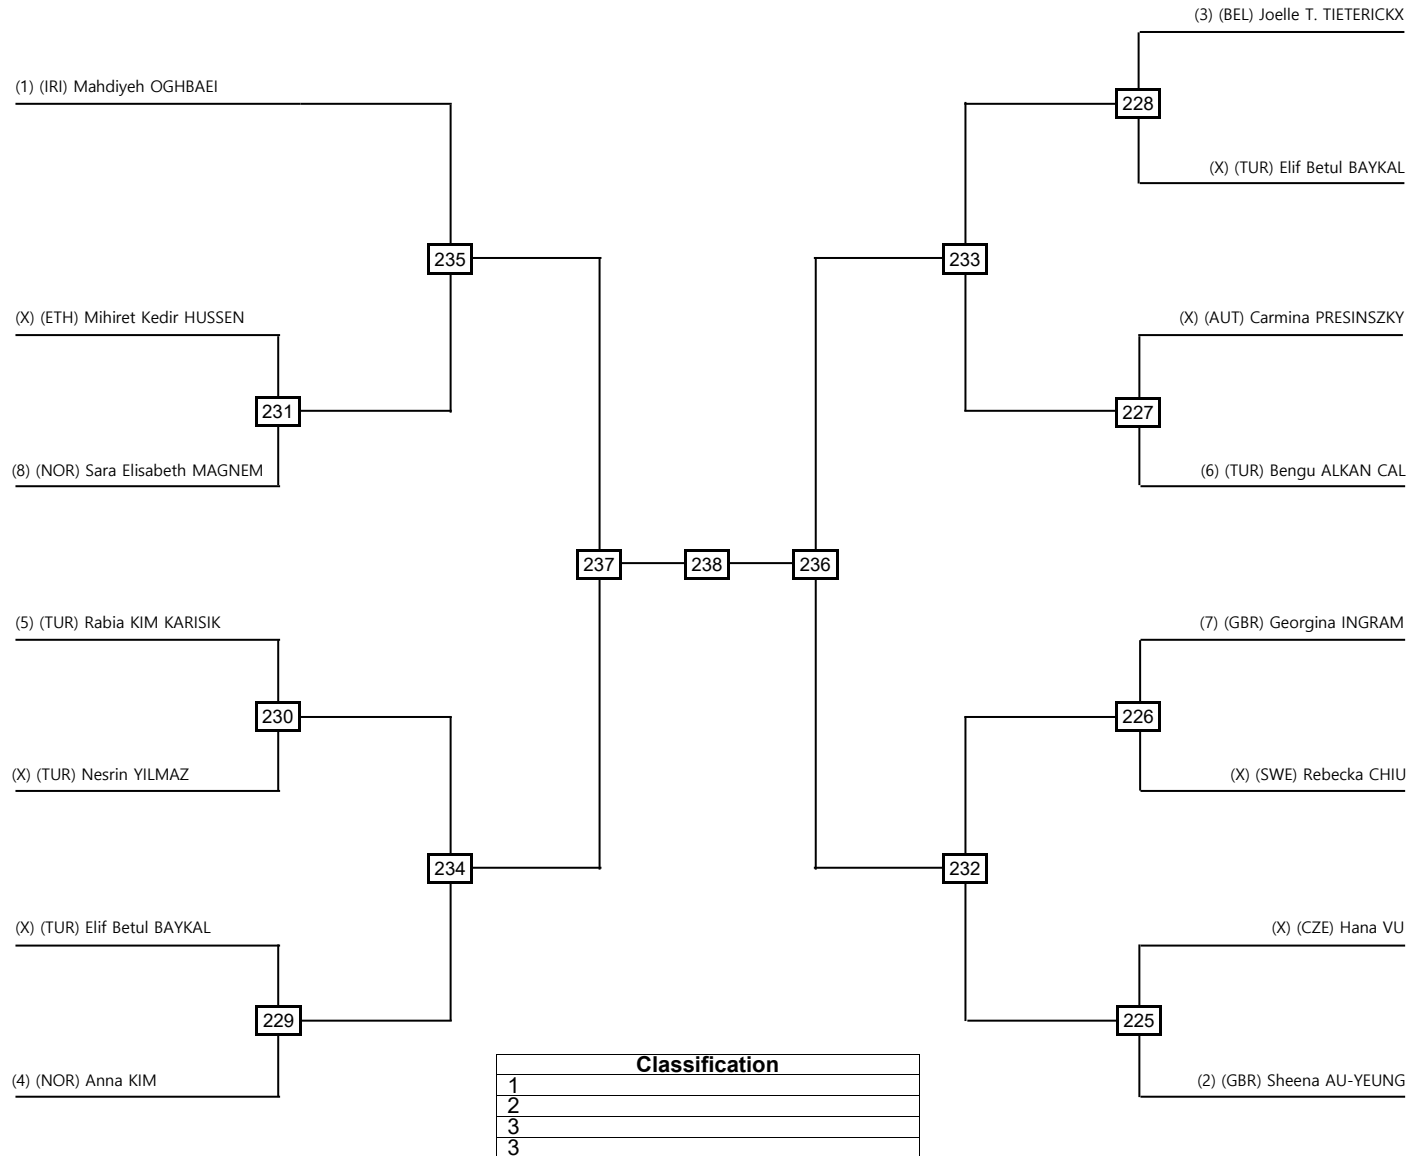 (3) (BEL) Joelle T. TIETERICKX
(1) (IRI) Mahdiyeh OGHBAEI
228
(X) (TUR) Elif Betul BAYKAL
235
233
(X) (ETH) Mihiret Kedir HUSSEN
(X) (AUT) Carmina PRESINSZKY
231
227
(8) (NOR) Sara Elisabeth MAGNEM
(6) (TUR) Bengu ALKAN CAL
237
238
236
(5) (TUR) Rabia KIM KARISIK
(7) (GBR) Georgina INGRAM
230
226
(X) (TUR) Nesrin YILMAZ
(X) (SWE) Rebecka CHIU
234
232
(X) (TUR) Elif Betul BAYKAL
(X) (CZE) Hana VU
229
225
Classification
(4) (NOR) Anna KIM
1
(2) (GBR) Sheena AU-YEUNG
2
3
3